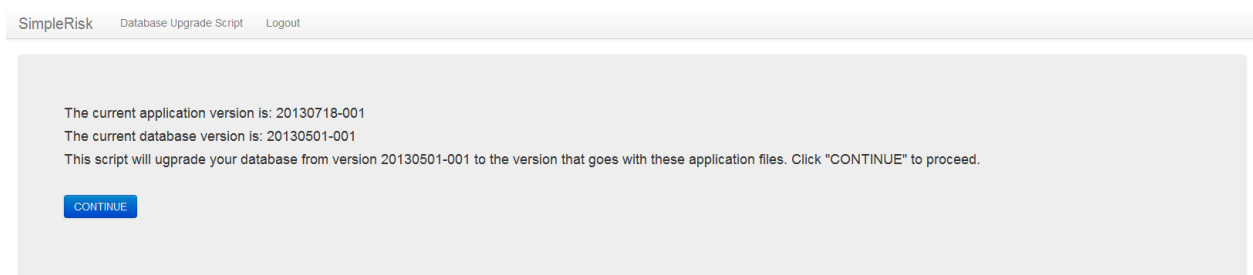 SimpleRisk Database Upgrade Script Logout
The current application version is: 20130718-001
The current database version is: 20130501-001
This script will ugprade your database from version 20130501-001 to the version that goes with these application files. Click "CONTINUE" to proceed.
CONTINUE